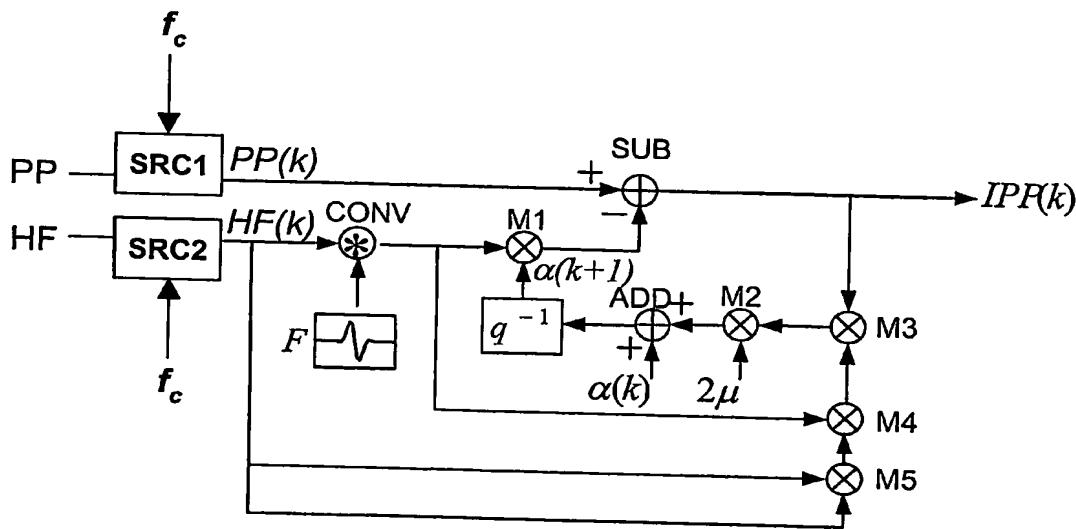 f_c
PP
SRC1
PP(k)
+
SUB
−
IPP(k)
HF
SRC2
HF(k)
CONV
M1
α(k+1)
F
q⁻¹
ADD
+
+
M2
M3
α(k)
2μ
f_c
M4
M5